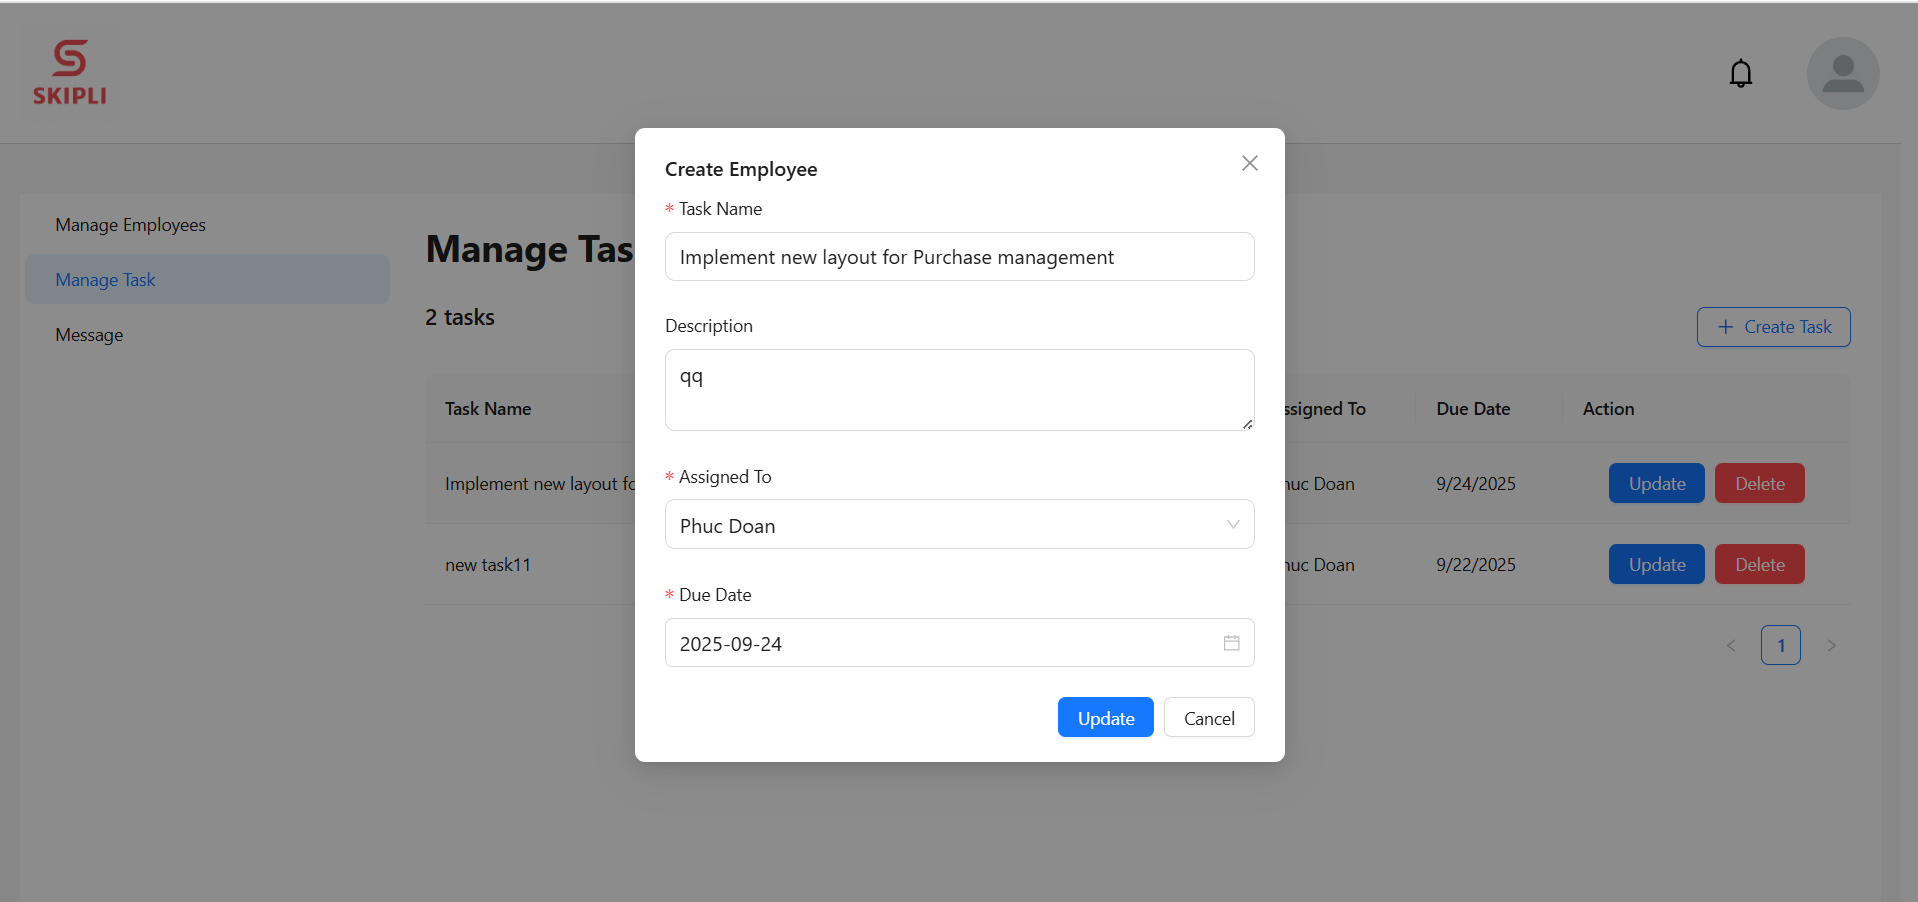 SKIPLI
Manage Employees
Manage Task
Message
Manage Tas
2 tasks
+ Create Task
Task Name
ssigned To
Due Date
Action
Implement new layout fo
huc Doan
9/24/2025
Update
Delete
new task11
huc Doan
9/22/2025
Update
Delete
< 1 >
Create Employee
* Task Name
Implement new layout for Purchase management
Description
qq
* Assigned To
Phuc Doan
* Due Date
2025-09-24
Update
Cancel